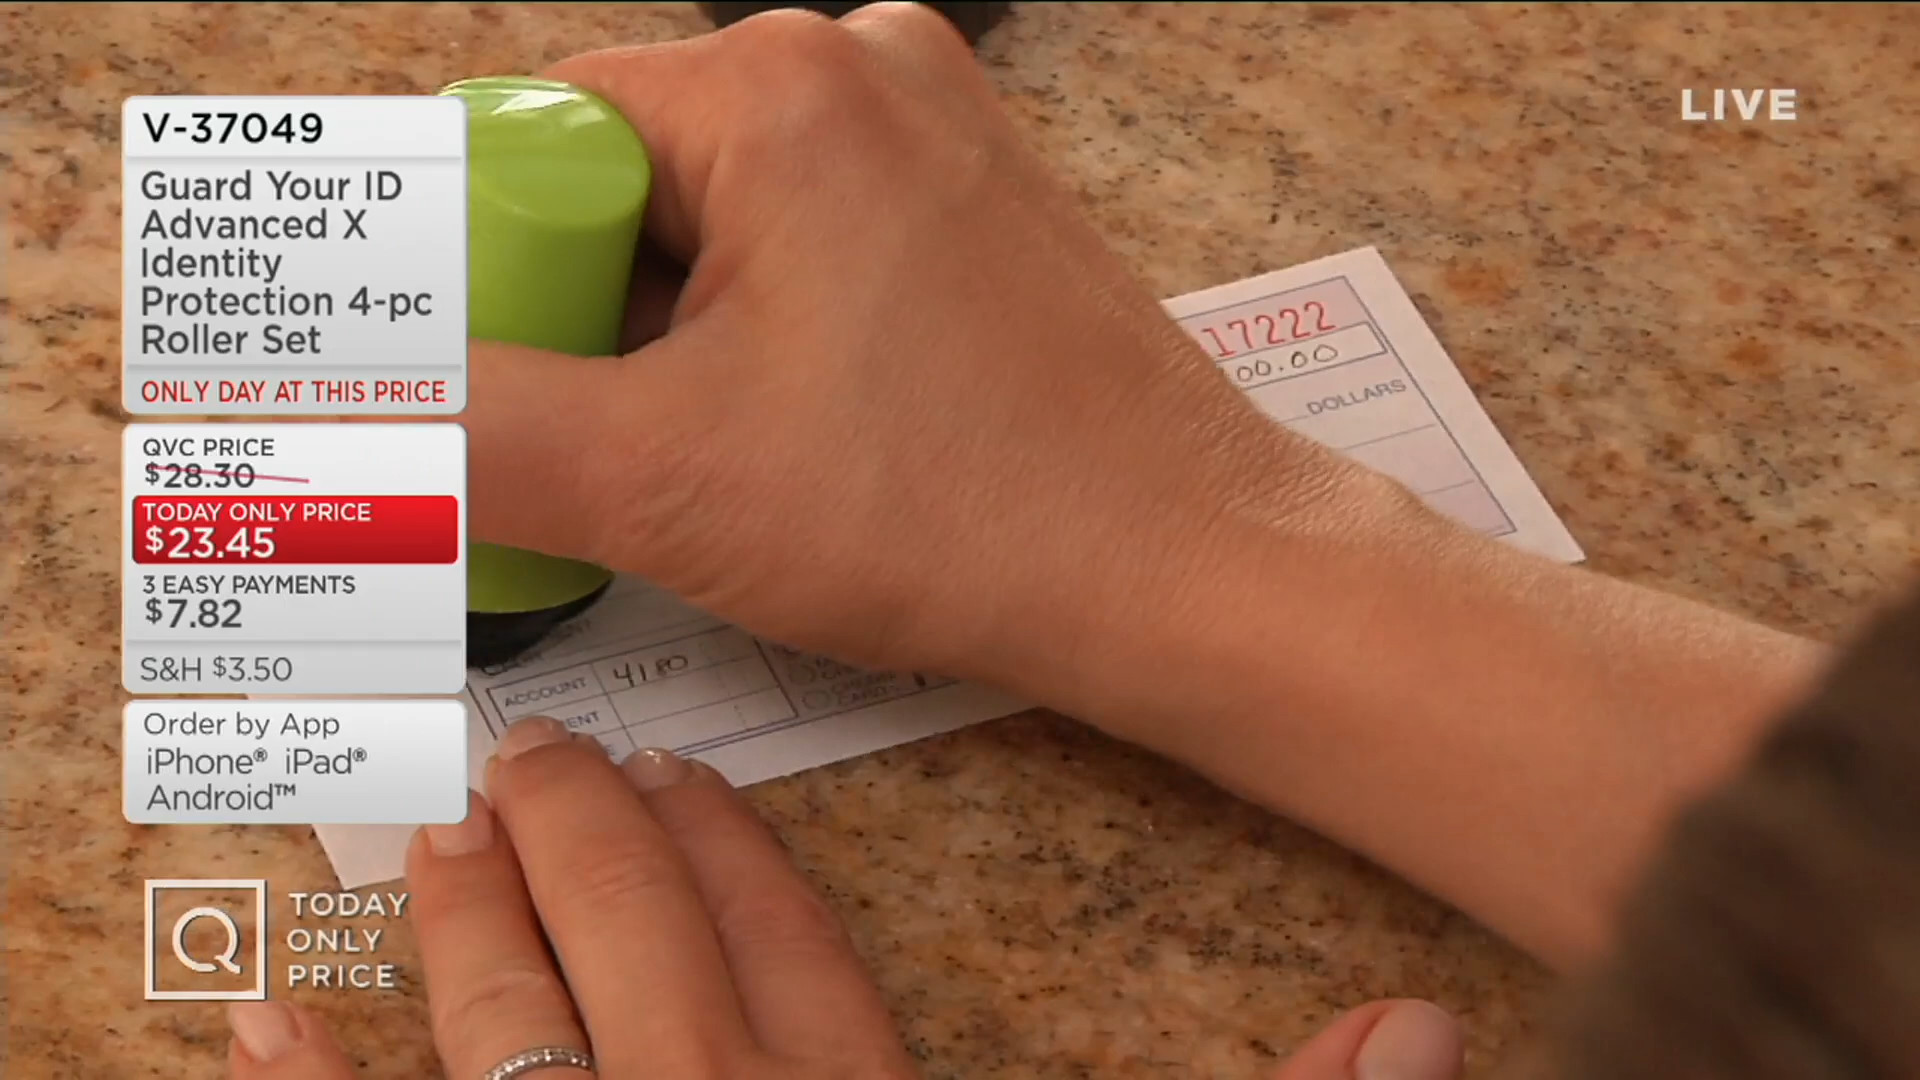 V-37049
Guard Your ID
Advanced X
Identity
Protection 4-pc
Roller Set
ONLY DAY AT THIS PRICE
QVC PRICE
$28.30
TODAY ONLY PRICE
$23.45
3 EASY PAYMENTS
$7.82
S&H $3.50
Order by App
iPhone® iPad®
Android™
Q
TODAY
ONLY
PRICE
LIVE
17222
00.00
DOLLARS
ACCOUNT 4180